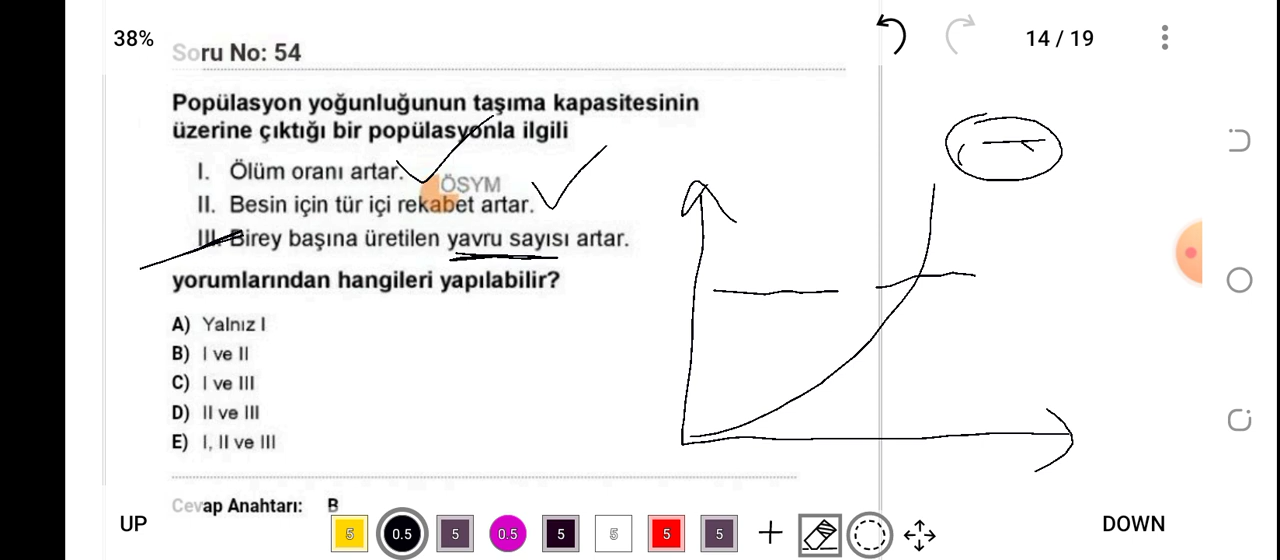 38%
14 / 19
Soru No: 54
Popülasyon yoğunluğunun taşıma kapasitesinin
üzerine çıktığı bir popülasyonla ilgili
I. Ölüm oranı artar.
ÖSYM
II. Besin için tür içi rekabet artar.
III. Birey başına üretilen yavru sayısı artar.
yorumlarından hangileri yapılabilir?
A) Yalnız I
B) I ve II
C) I ve III
D) II ve III
E) I, II ve III
Cevap Anahtarı: B
UP
5 0.5 5 0.5 5 5 5 5
DOWN